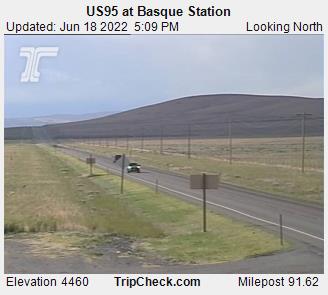 US95 at Basque Station
Updated: Jun 18 2022 5:09 PM Looking North
Elevation 4460 TripCheck.com Milepost 91.62